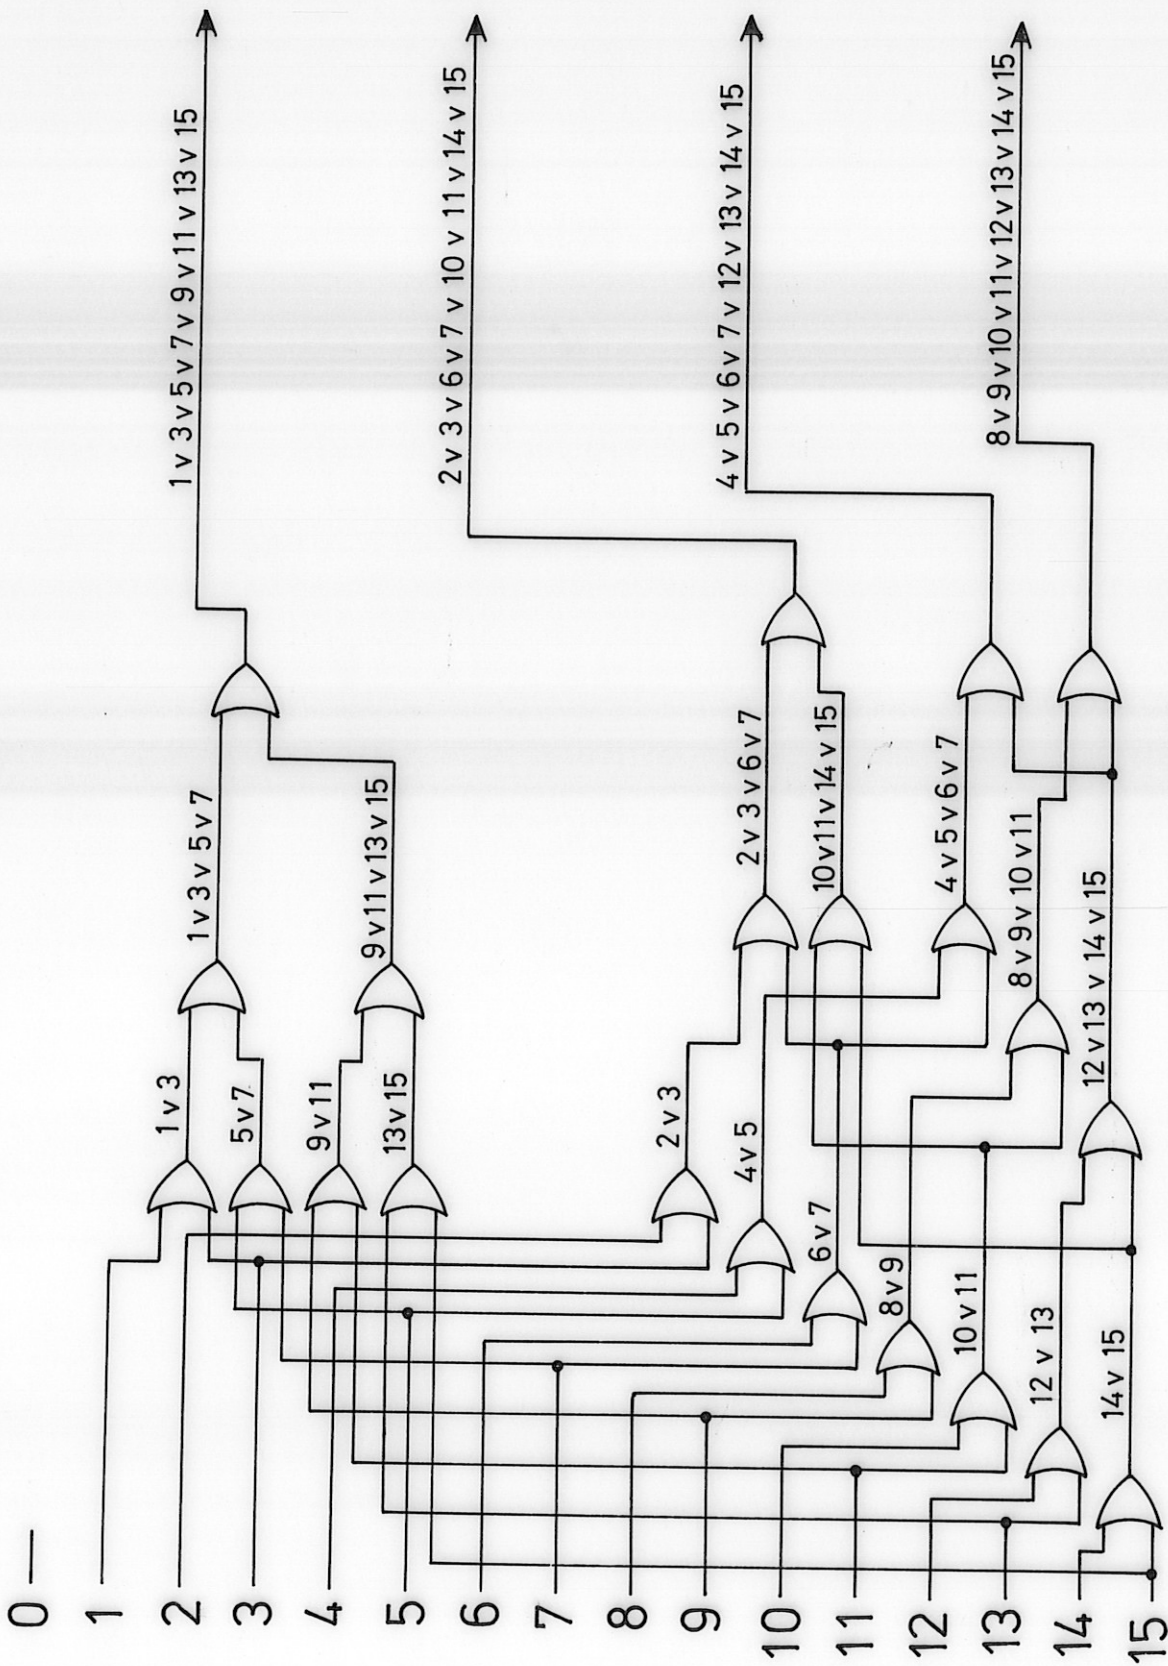 0
1
2
3
4
5
6
7
8
9
10
11
12
13
14
15
1 v 3
5 v 7
9 v 11
13 v 15
1 v 3 v 5 v 7
9 v 11 v 13 v 15
1 v 3 v 5 v 7 v 9 v 11 v 13 v 15
2 v 3
4 v 5
6 v 7
8 v 9
10 v 11
12 v 13
14 v 15
2 v 3 v 6 v 7
10 v 11 v 14 v 15
4 v 5 v 6 v 7
8 v 9 v 10 v 11
12 v 13 v 14 v 15
2 v 3 v 6 v 7 v 10 v 11 v 14 v 15
4 v 5 v 6 v 7 v 12 v 13 v 14 v 15
8 v 9 v 10 v 11 v 12 v 13 v 14 v 15